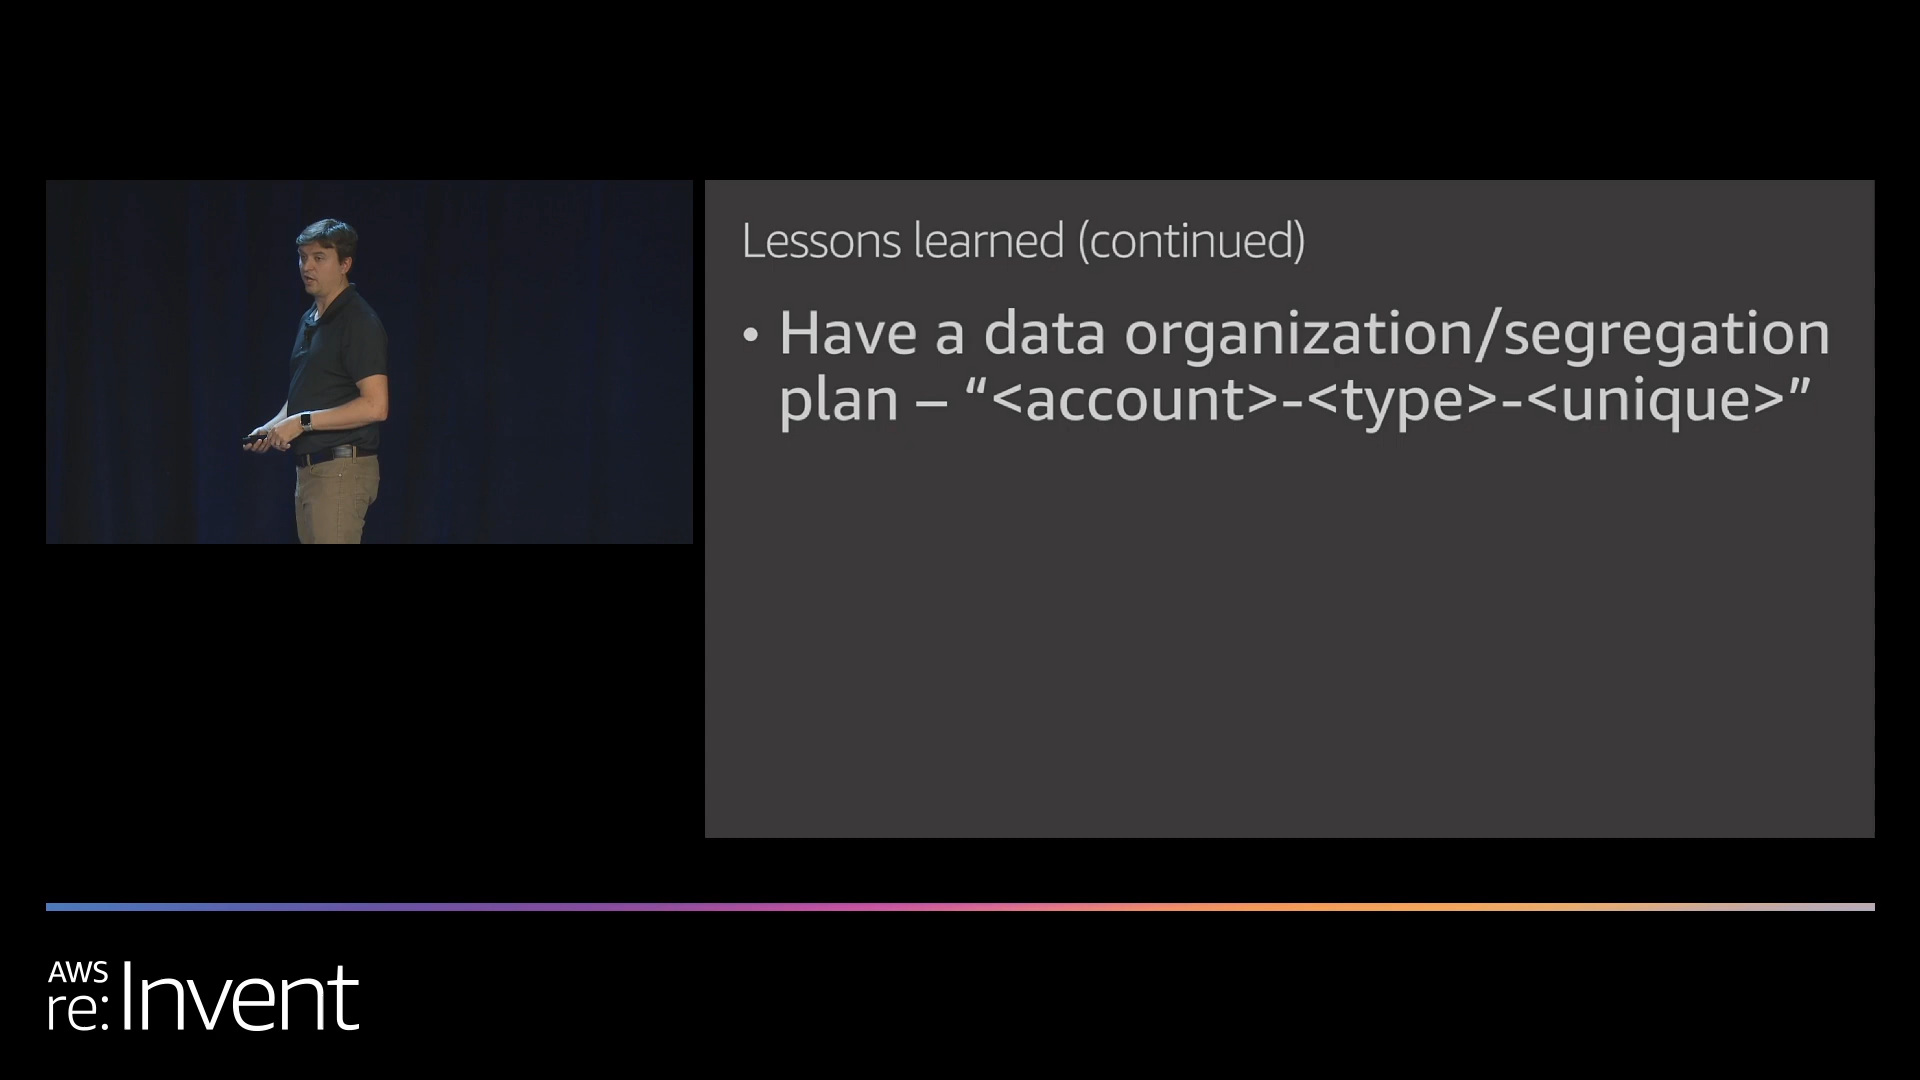 Lessons learned (continued)
• Have a data organization/segregation
plan – “<account>-<type>-<unique>”
AWS
re:Invent